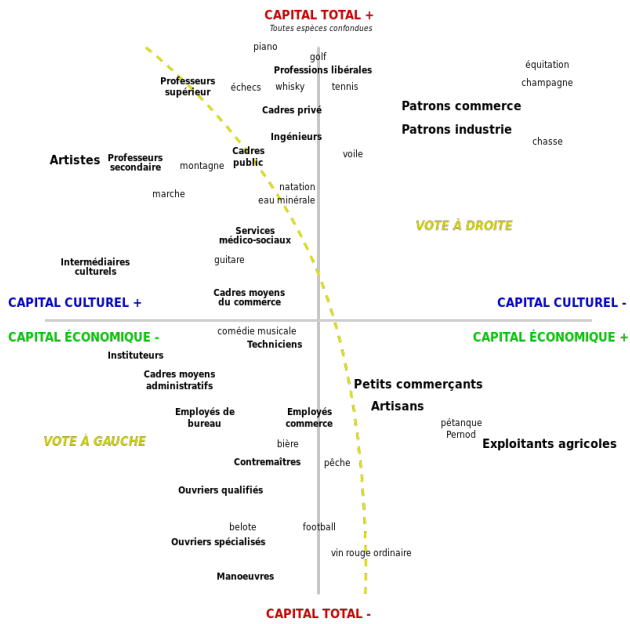 CAPITAL TOTAL +
Toutes espèces confondues
piano
golf
équitation
Professions libérales
Professeurs
supérieur
échecs
whisky
tennis
champagne
Cadres privé
Patrons commerce
Ingénieurs
Patrons industrie
chasse
Artistes
Professeurs
secondaire
montagne
Cadres
public
voile
marche
natation
eau minérale
VOTE À DROITE
Services
médico-sociaux
Intermédiaires
culturels
guitare
Cadres moyens
du commerce
CAPITAL CULTUREL +
CAPITAL CULTUREL -
CAPITAL ÉCONOMIQUE -
comédie musicale
CAPITAL ÉCONOMIQUE +
Techniciens
Instituteurs
Cadres moyens
administratifs
Petits commerçants
Artisans
Employés de
bureau
Employés
commerce
pétanque
Pernod
VOTE À GAUCHE
bière
Exploitants agricoles
Contremaîtres
pêche
Ouvriers qualifiés
belote
football
Ouvriers spécialisés
vin rouge ordinaire
Manoeuvres
CAPITAL TOTAL -